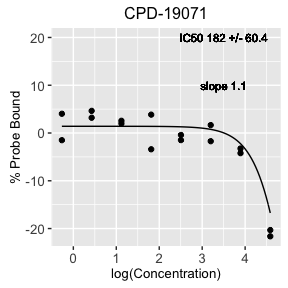 CPD-19071
IC50 182 +/- 60.4
slope 1.1
% Probe Bound
20
10
0
-10
-20
0 1 2 3 4
log(Concentration)